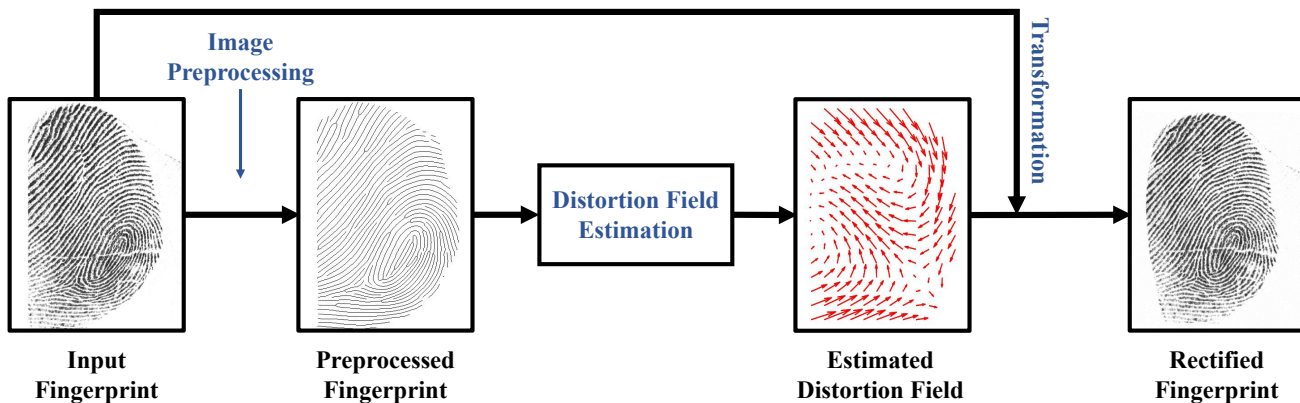 Image
Preprocessing
Transformation
Distortion Field
Estimation
Input
Fingerprint
Preprocessed
Fingerprint
Estimated
Distortion Field
Rectified
Fingerprint